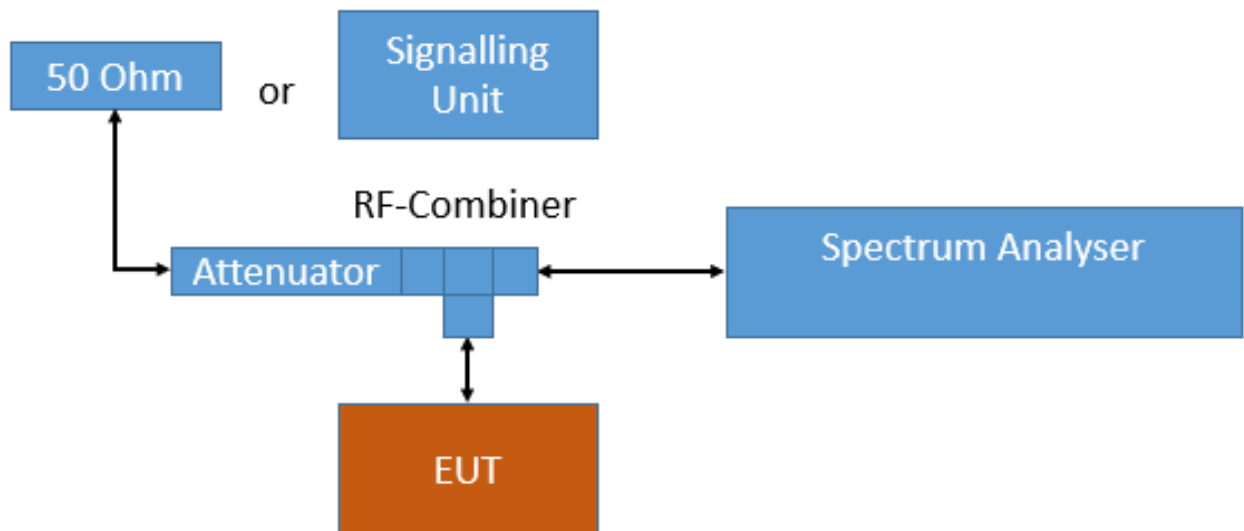 50 Ohm
or
Signalling
Unit
RF-Combiner
Attenuator
Spectrum Analyser
EUT